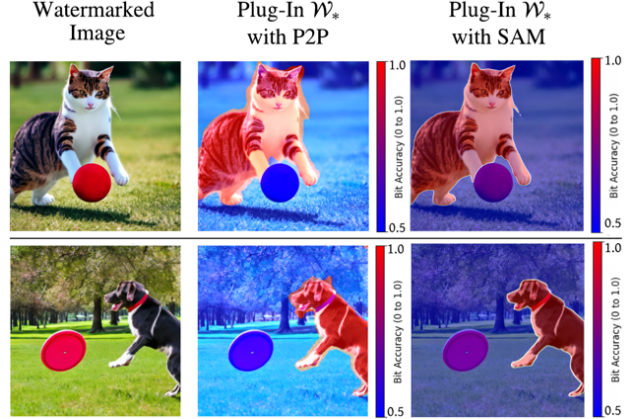 Watermarked
Image
Plug-In 𝒲*
with P2P
Plug-In 𝒲*
with SAM
1.0
Bit Accuracy (0 to 1.0)
0.5
1.0
Bit Accuracy (0 to 1.0)
0.5
1.0
Bit Accuracy (0 to 1.0)
0.5
1.0
Bit Accuracy (0 to 1.0)
0.5